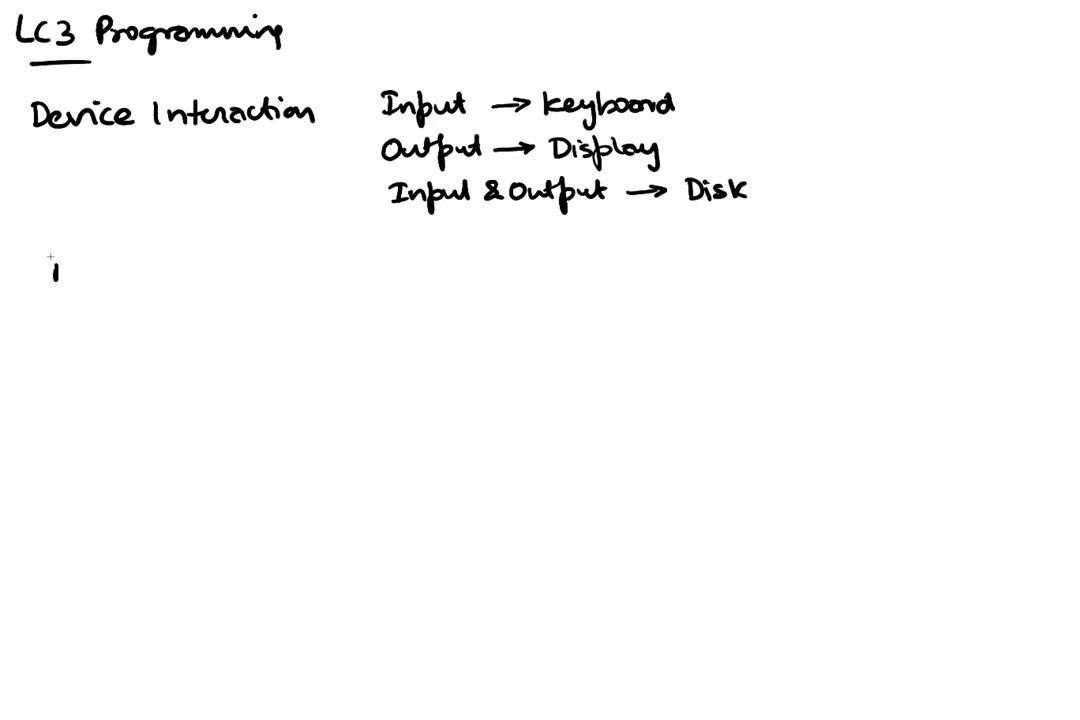 LC3 Programming
Device Interaction
Input → Keyboard
Output → Display
Input & Output → Disk